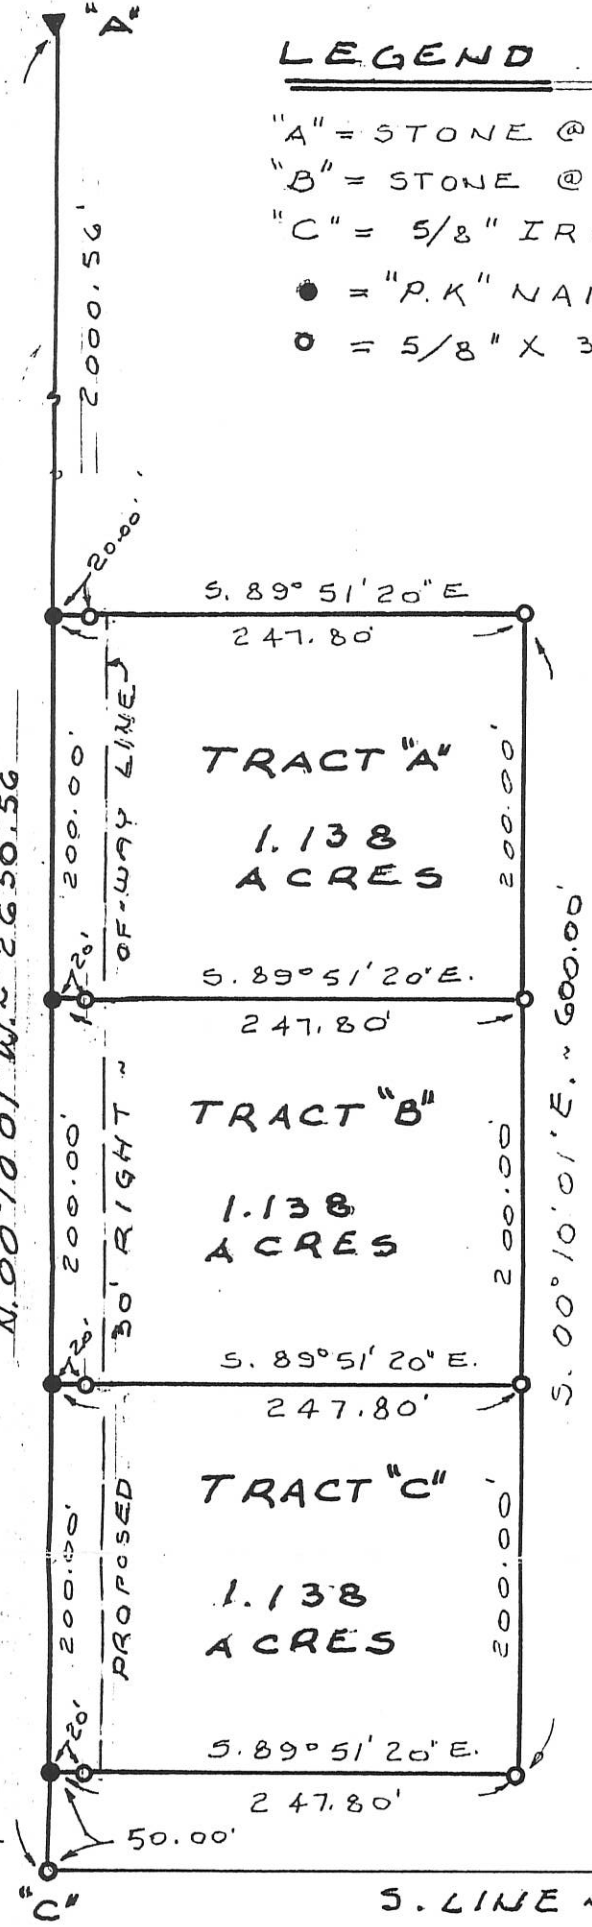 "A"
LEGEND
"A" = STONE @
"B" = STONE @
"C" = 5/8" IR
● = "P.K" NAI
○ = 5/8" X 3
2000.56'
20.00'
S. 89° 51' 20" E
247.80'
200.00'
TRACT "A"
1.138
ACRES
200.00'
20'
S. 89° 51' 20" E.
247.80'
N. 00° 10' 01" W. ~ 2650.56
PROPOSED 30' RIGHT ~ OF-WAY LINE
S. 00° 10' 01" E. ~ 600.00'
200.00'
TRACT "B"
1.138
ACRES
200.00'
20'
S. 89° 51' 20" E.
247.80'
200.00'
TRACT "C"
1.138
ACRES
200.00'
20'
S. 89° 51' 20" E.
247.80'
50.00'
"C"
S. LINE ~